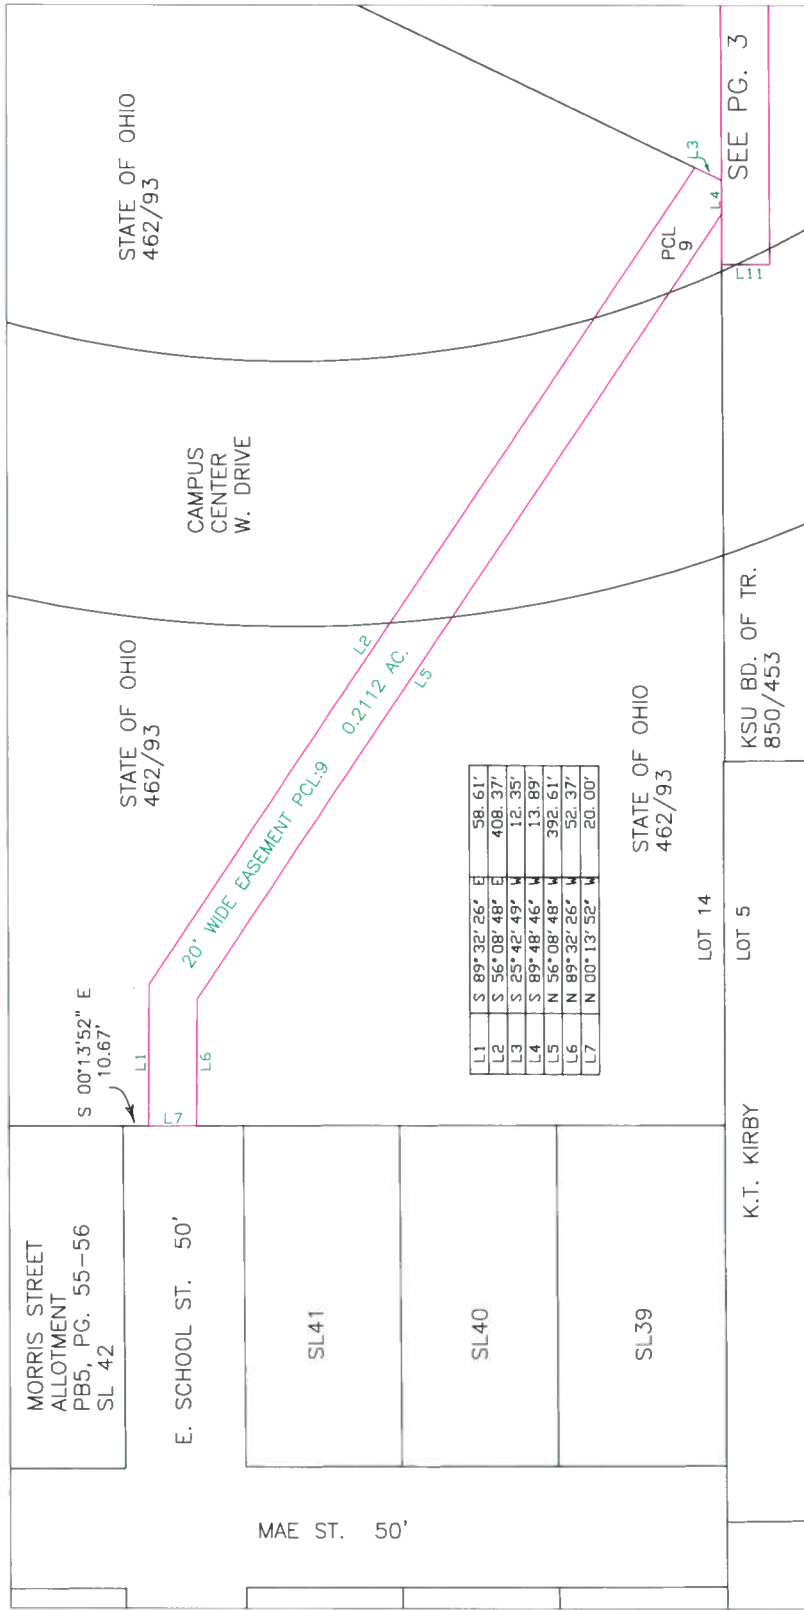 MORRIS STREET
ALLOTMENT
PB5, PG. 55-56
SL 42
S 00°13'52" E
10.67'
STATE OF OHIO
462/93
CAMPUS
CENTER
W. DRIVE
STATE OF OHIO
462/93
E. SCHOOL ST. 50'
L7
L1
L6
20' WIDE EASEMENT PCL:9 0.2112 AC.
L2
L5
PCL
9
L3
L4
L11
SEE PG. 3
MAE ST. 50'
SL41
SL40
SL39
L1 S 89°32'26" E 58.61'
L2 S 56°08'48" E 408.37'
L3 S 25°42'49" W 12.35'
L4 S 89°48'46" W 13.89'
L5 N 56°08'48" W 392.61'
L6 N 89°32'26" W 52.37'
L7 N 00°13'52" W 20.00'
STATE OF OHIO
462/93
LOT 14
LOT 5
K.T. KIRBY
KSU BD. OF TR.
850/453